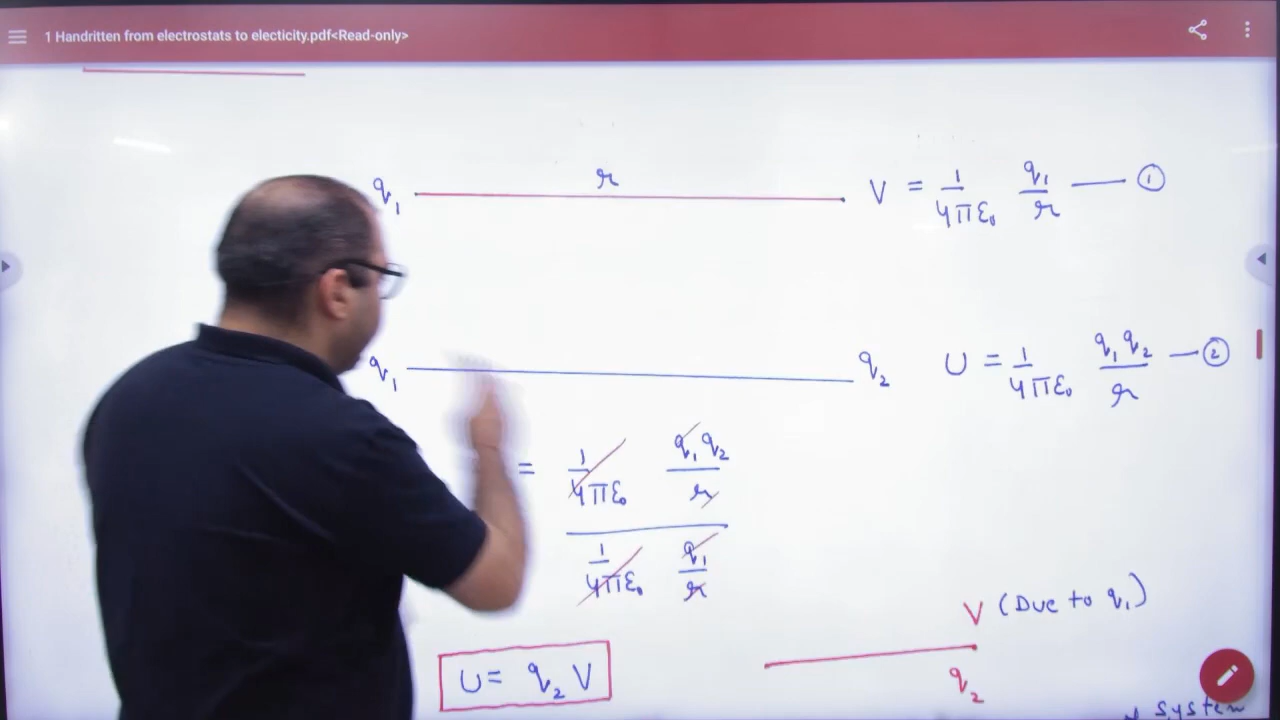 1 Handritten from electrostats to electicity.pdf<Read-only>
q₁ r V = 1/4πε₀ q₁/r — ①
q₁ q₂ U = 1/4πε₀ q₁q₂/r — ②
= 1/4πε₀ q₁q₂/r
1/4πε₀ q₁/r
V (Due to q₁)
U = q₂ V
q₂
system